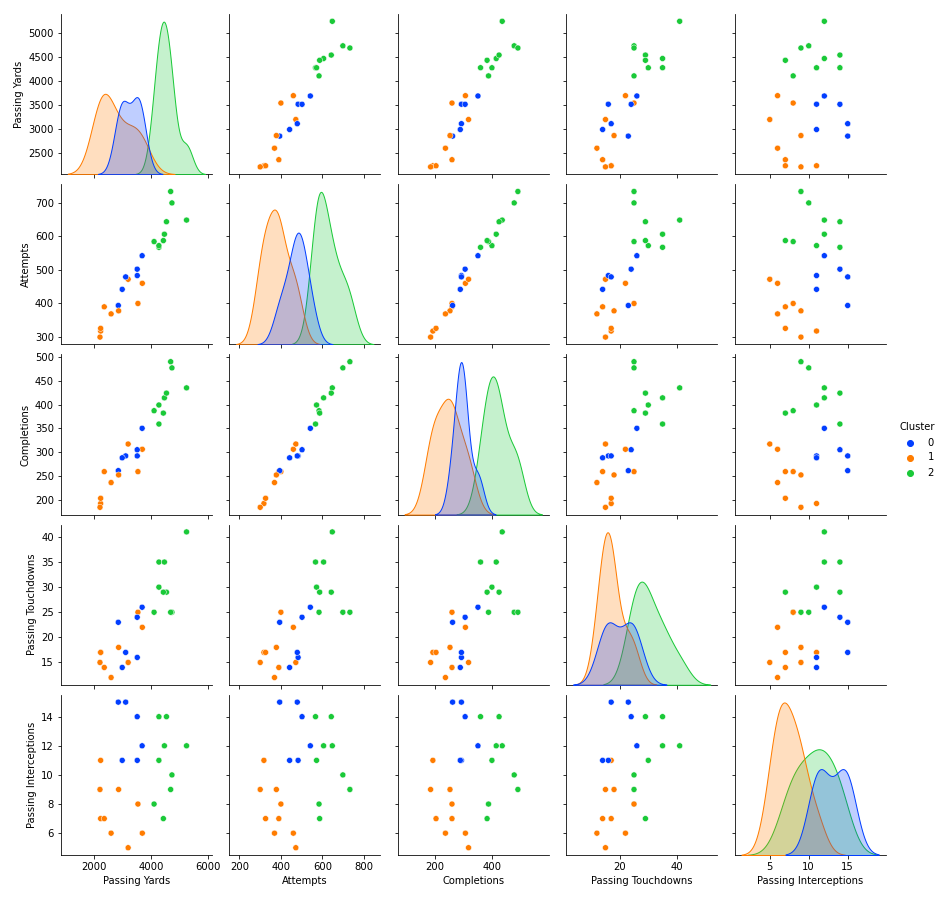 5000
4500
4000
3500
3000
2500
Passing Yards
700
600
500
400
300
Attempts
500
450
400
350
300
250
200
Completions
Cluster
0
1
2
40
35
30
25
20
15
Passing Touchdowns
14
12
10
8
6
Passing Interceptions
2000 4000 6000
200 400 600 800
200 400
20 40
5 10 15
Passing Yards
Attempts
Completions
Passing Touchdowns
Passing Interceptions